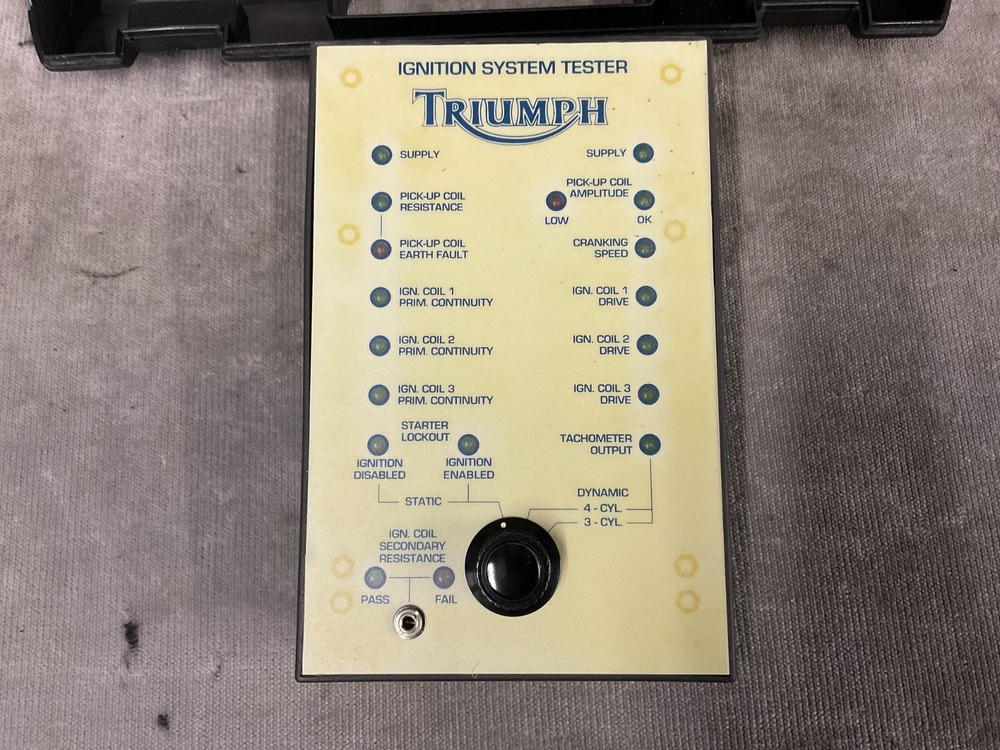 IGNITION SYSTEM TESTER
TRIUMPH
SUPPLY
PICK-UP COIL
RESISTANCE
PICK-UP COIL
EARTH FAULT
IGN. COIL 1
PRIM. CONTINUITY
IGN. COIL 2
PRIM. CONTINUITY
IGN. COIL 3
PRIM. CONTINUITY
STARTER
LOCKOUT
IGNITION
DISABLED
IGNITION
ENABLED
STATIC
SUPPLY
PICK-UP COIL
AMPLITUDE
LOW
OK
CRANKING
SPEED
IGN. COIL 1
DRIVE
IGN. COIL 2
DRIVE
IGN. COIL 3
DRIVE
TACHOMETER
OUTPUT
DYNAMIC
4 - CYL.
3 - CYL.
IGN. COIL
SECONDARY
RESISTANCE
PASS
FAIL